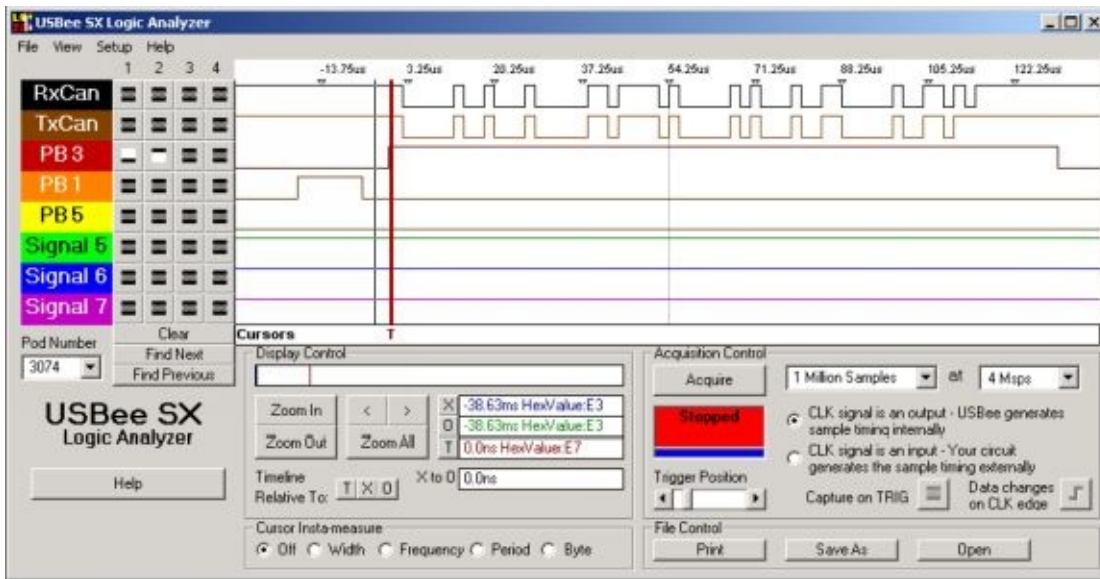 USBee SX Logic Analyzer
File View Setup Help
1 2 3 4
-13.75us 3.25us 20.25us 37.25us 54.25us 71.25us 88.25us 105.25us 122.25us
RxCan
TxCan
PB 3
PB 1
PB 5
Signal 5
Signal 6
Signal 7
Clear
Find Next
Find Previous
Pod Number
3074
Cursors T
USBee SX
Logic Analyzer
Help
Display Control
Zoom In < >
Zoom Out Zoom All
X -38.63ms HexValue:E3
O -38.63ms HexValue:E3
T 0.0ns HexValue:E7
Timeline
Relative To: T X O
X to O 0.0ns
Cursor Insta-measure
Off Width Frequency Period Byte
Acquisition Control
Acquire 1 Million Samples at 4 Msps
Stopped
CLK signal is an output - USBee generates
sample timing internally
CLK signal is an input - Your circuit
generates the sample timing externally
Trigger Position
Capture on TRIG
Data changes
on CLK edge
File Control
Print Save As Open